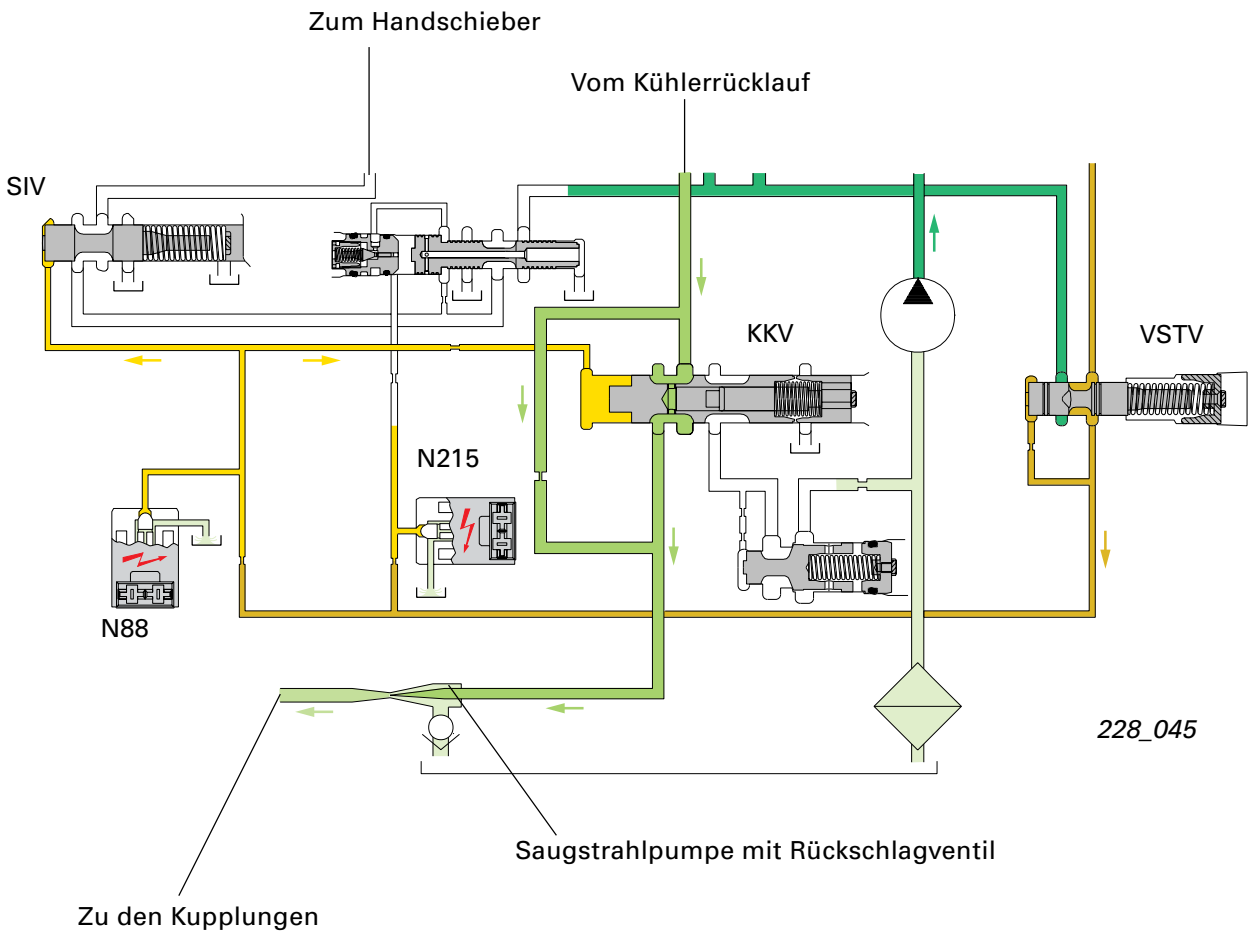 Zum Handschieber
Vom Kühlerrücklauf
SIV
KKV
VSTV
N215
N88
228_045
Saugstrahlpumpe mit Rückschlagventil
Zu den Kupplungen